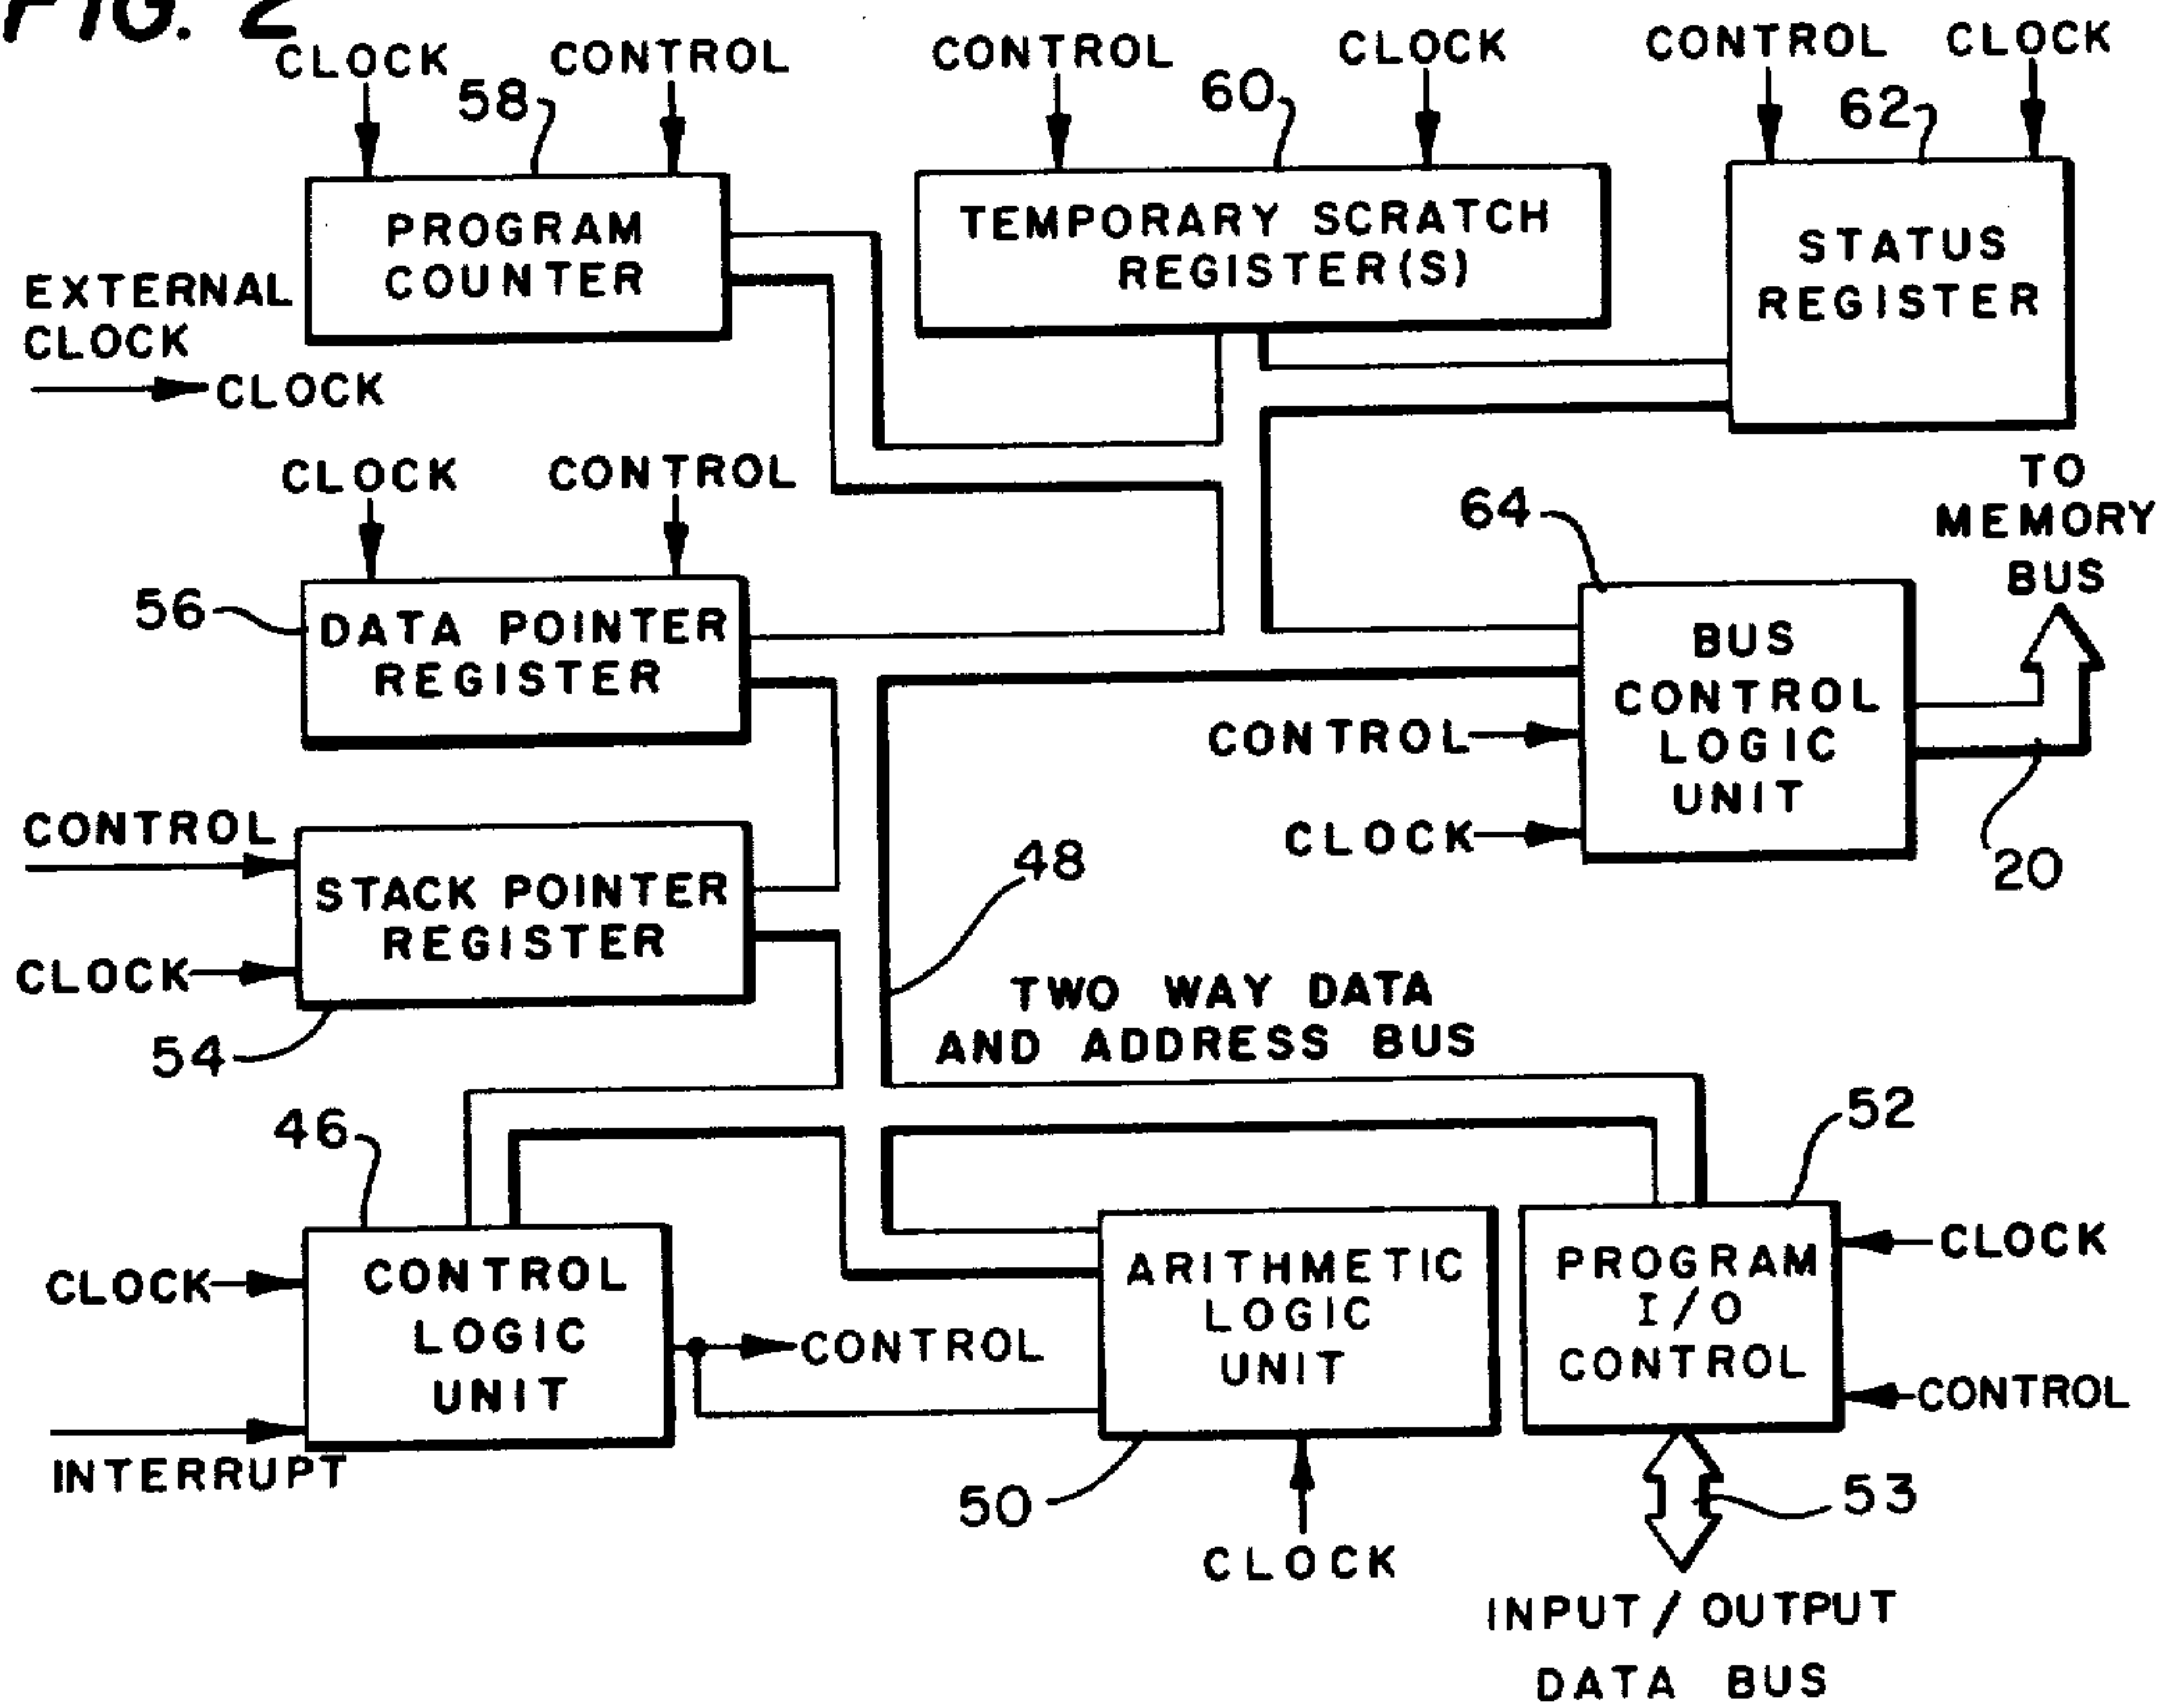 FIG. 2
CLOCK CONTROL CONTROL CLOCK CONTROL CLOCK
58 60 62
PROGRAM
COUNTER
TEMPORARY SCRATCH
REGISTER(S)
STATUS
REGISTER
EXTERNAL
CLOCK
CLOCK
CLOCK CONTROL
TO
MEMORY
BUS
64
56
DATA POINTER
REGISTER
BUS
CONTROL
LOGIC
UNIT
CONTROL
CLOCK
20
CONTROL
STACK POINTER
REGISTER
CLOCK
54
48
TWO WAY DATA
AND ADDRESS BUS
46
52
CLOCK
CONTROL
LOGIC
UNIT
INTERRUPT
CONTROL
ARITHMETIC
LOGIC
UNIT
50
CLOCK
PROGRAM
I/O
CONTROL
CLOCK
CONTROL
53
INPUT/OUTPUT
DATA BUS